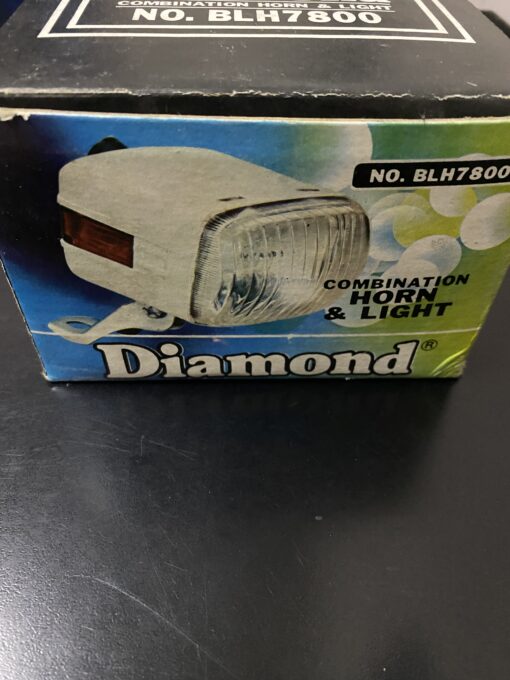 COMBINATION HORN & LIGHT
NO. BLH7800
NO. BLH7800
COMBINATION
HORN
& LIGHT
Diamond®